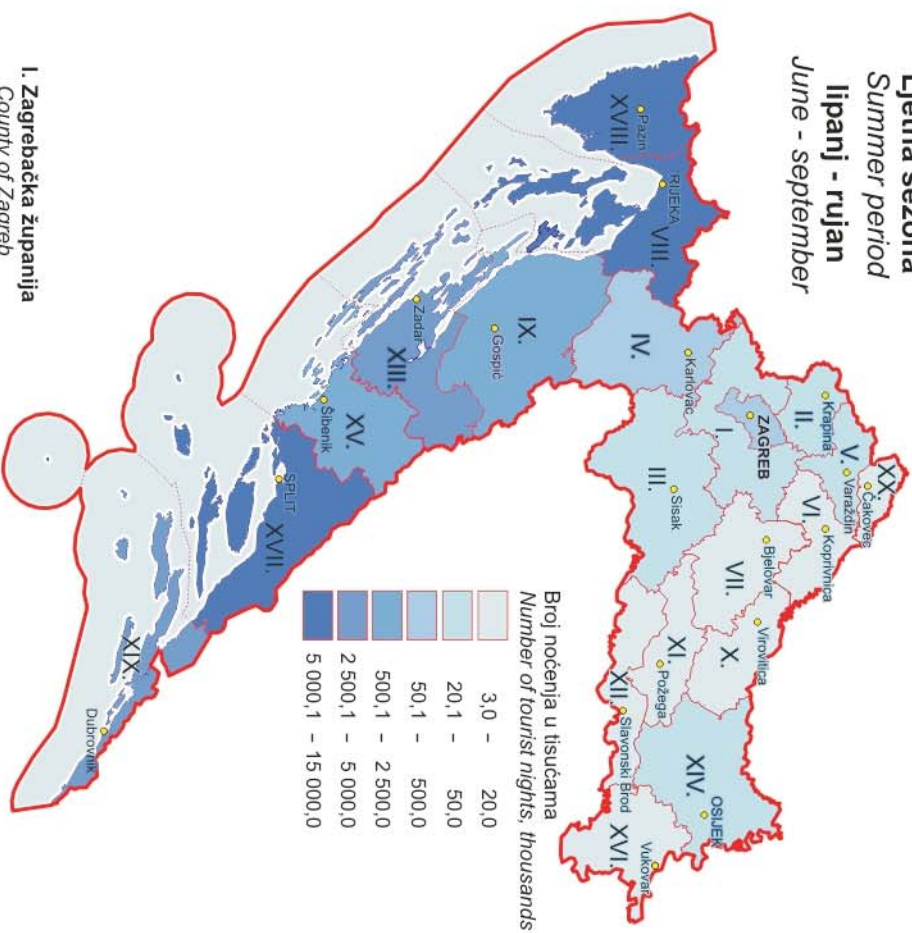 Ljetna sezona
Summer period
lipanj - rujan
June - september
XX.
Čakovec
V.
Varaždin
Krapina
II.
VI.
Koprivnica
ZAGREB
I.
Bjelovar
VII.
Virovitica
X.
Karlovac
IV.
Sisak
III.
Požega
XI.
XII.
Slavonski Brod
XIV.
OSIJEK
Vukovar
XVI.
Pazin
XVIII.
RIJEKA
VIII.
IX.
Gospić
Zadar
XIII.
Šibenik
XV.
SPLIT
XVII.
XIX.
Dubrovnik
Broj noćenja u tisućama
Number of tourist nights, thousands
3,0 - 20,0
20,1 - 50,0
50,1 - 500,0
500,1 - 2 500,0
2 500,1 - 5 000,0
5 000,1 - 15 000,0
I. Zagrebačka županija
County of Zagreb